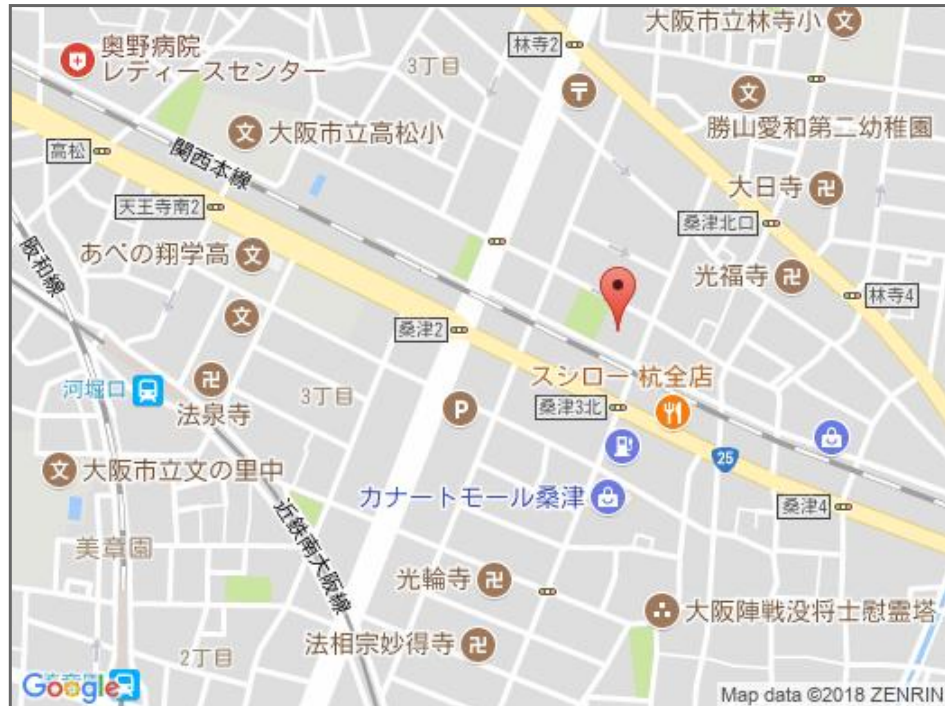 大阪市立林寺小
奥野病院
レディースセンター
林寺2
3丁目
勝山愛和第二幼稚園
大阪市立高松小
高松
関西本線
大日寺
天王寺南2
桑津北口
あべの翔学高
阪和線
光福寺
林寺4
桑津2
スシロー 杭全店
河堀口
3丁目
法泉寺
桑津3北
P
25
大阪市立文の里中
カナートモール桑津
桑津4
近鉄南大阪線
美章園
光輪寺
大阪陣戦没将士慰霊塔
法相宗妙得寺
2丁目
Google
Map data ©2018 ZENRIN